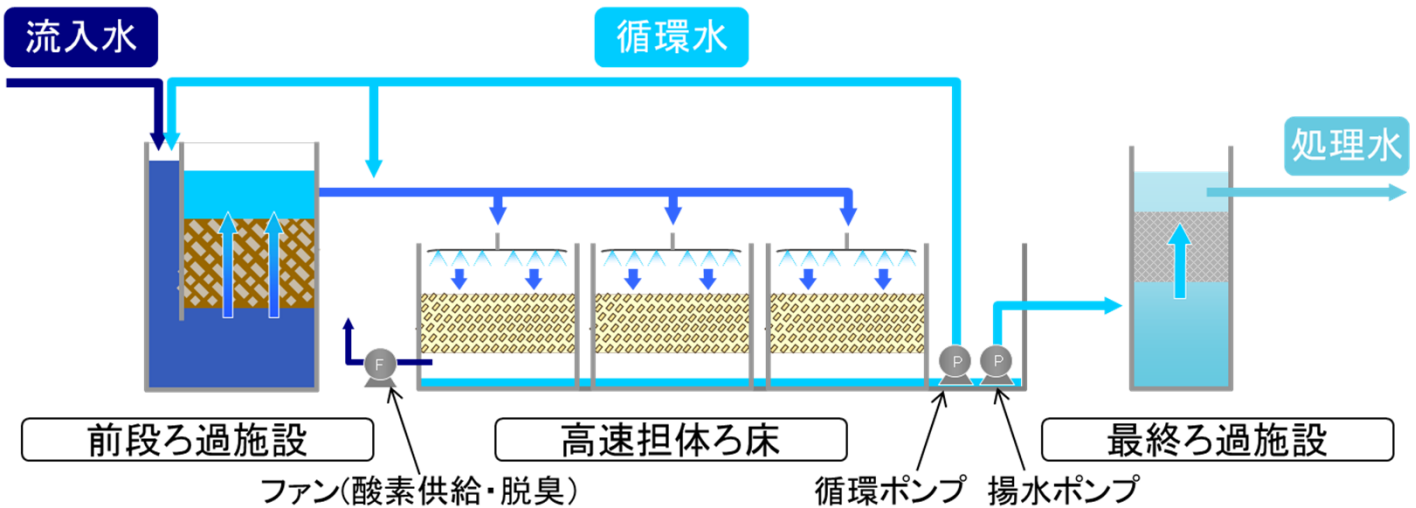 流入水
循環水
処理水
F
P
P
前段ろ過施設
高速担体ろ床
最終ろ過施設
ファン(酸素供給・脱臭)
循環ポンプ
揚水ポンプ